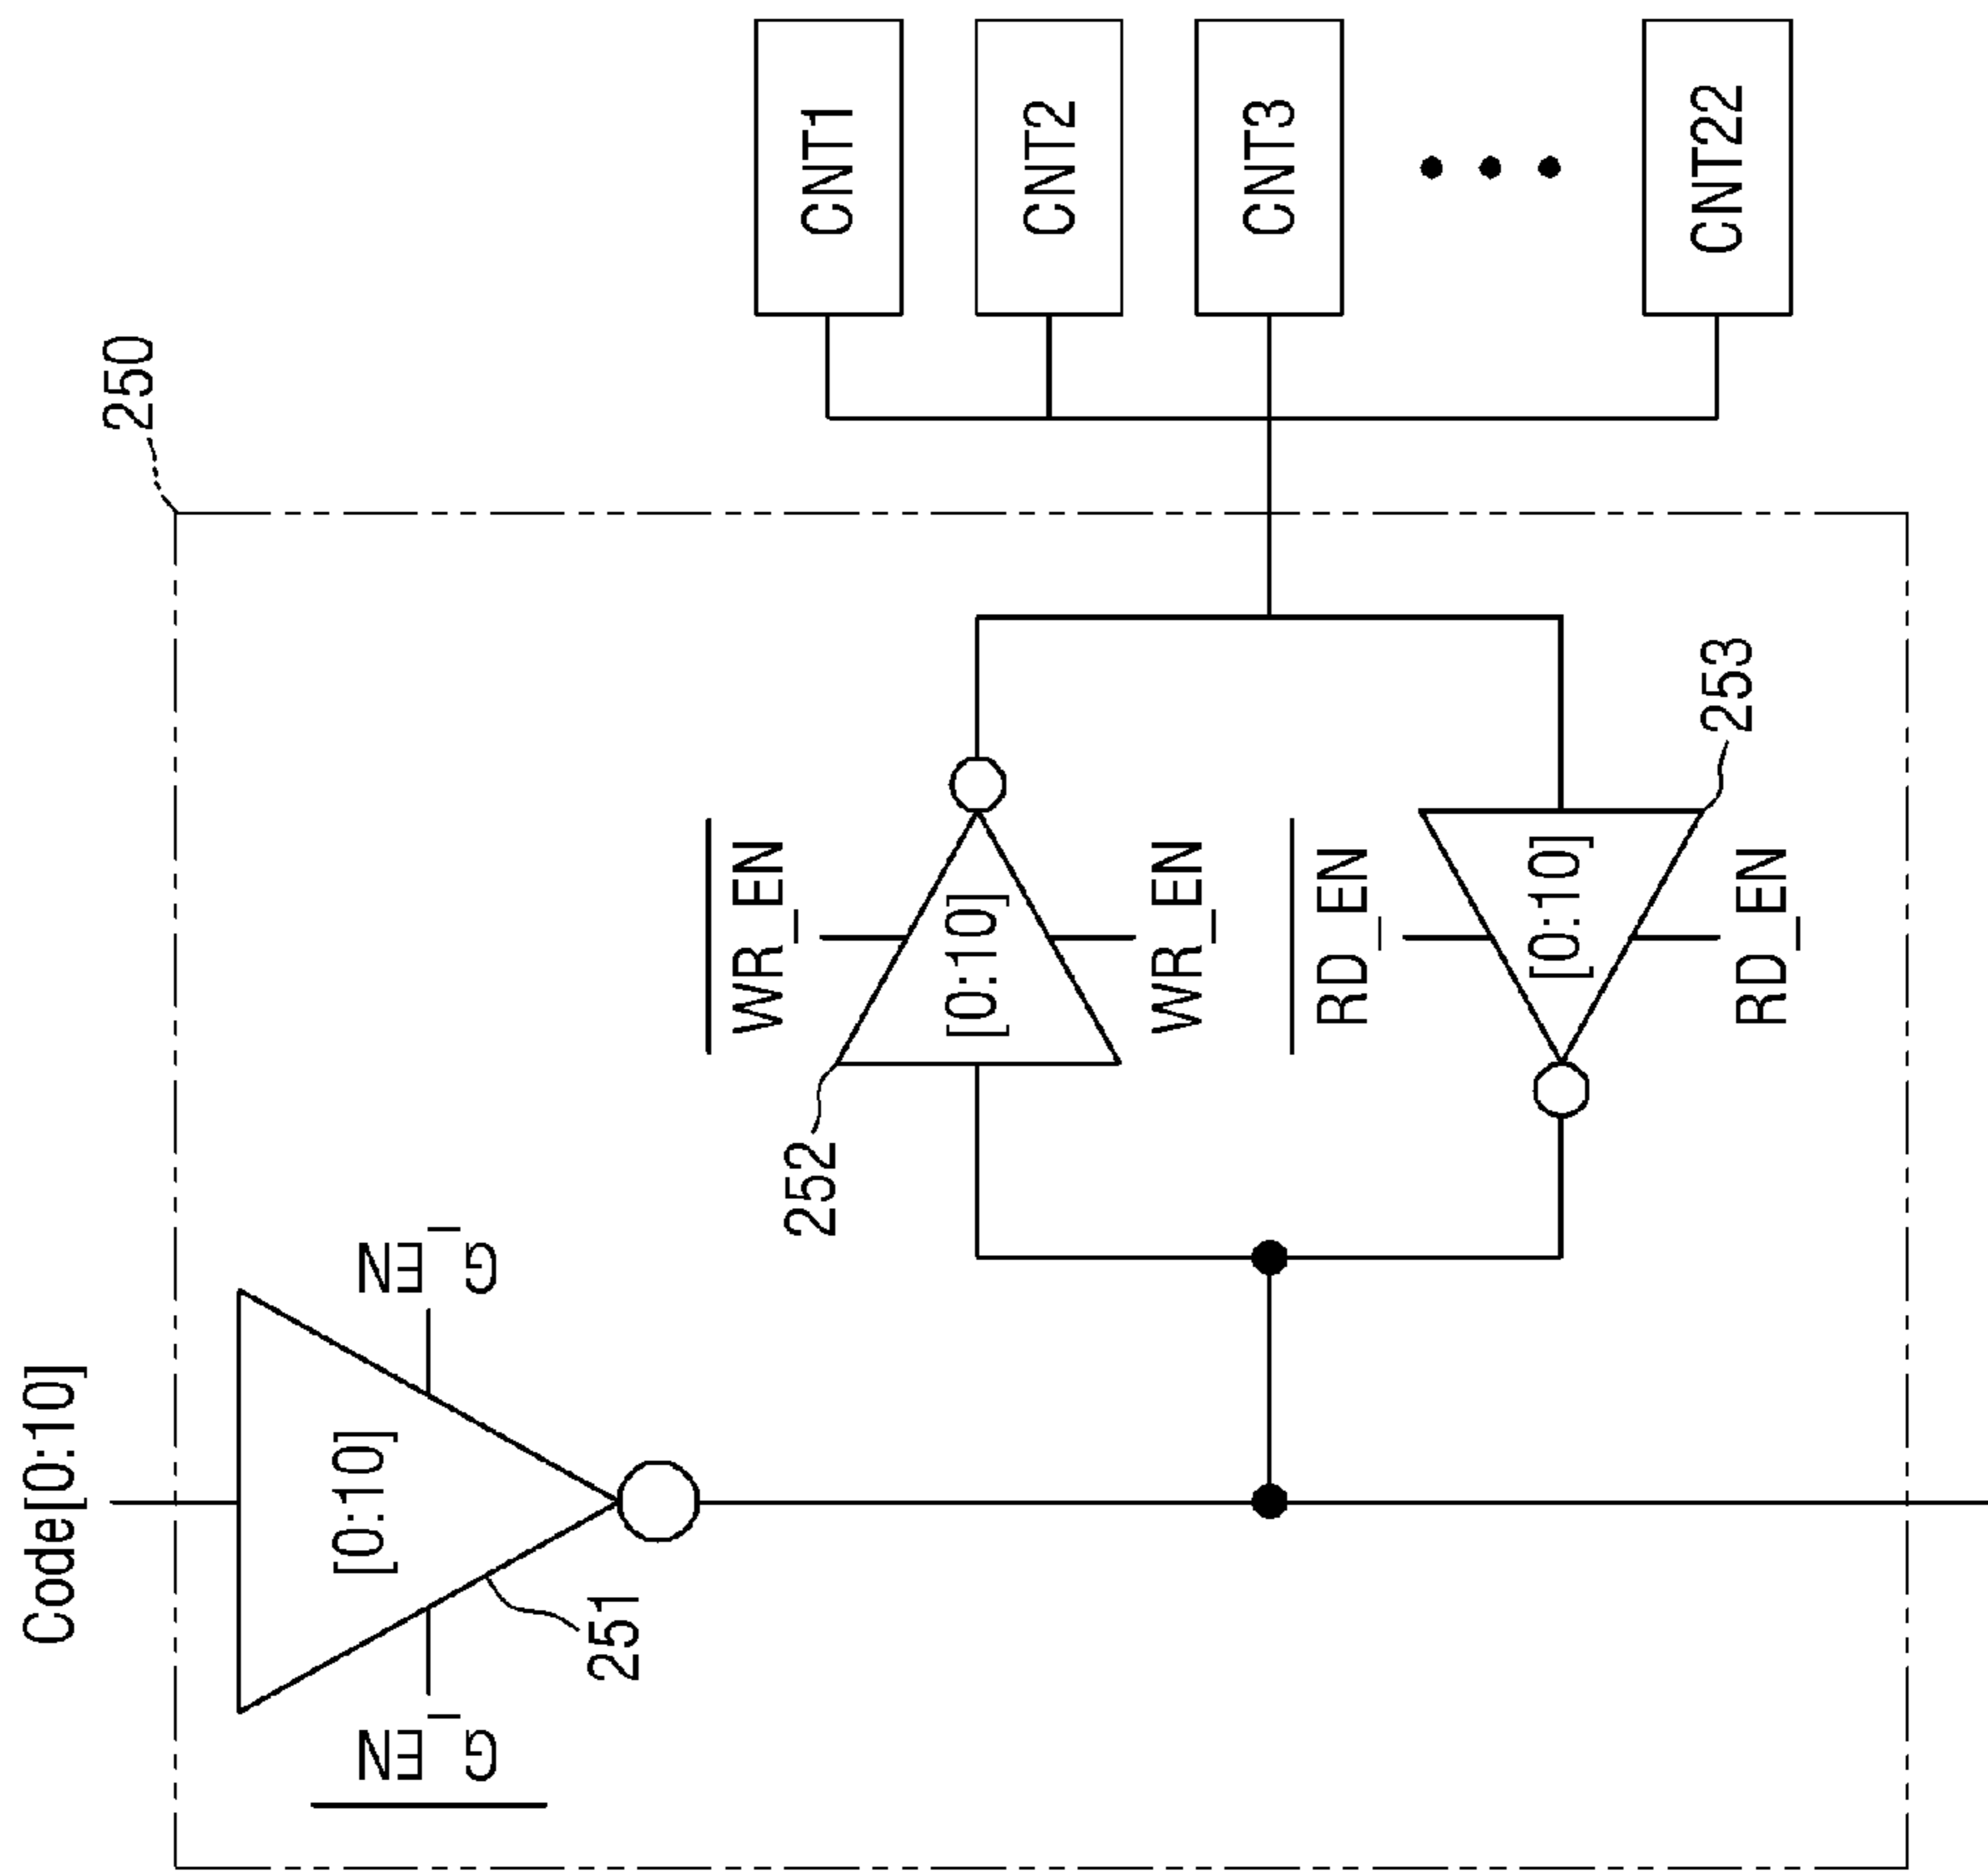 250
CNT1
CNT2
CNT3
CNT22
Code[0:10]
[0:10]
G_EN
G_EN
251
252
[0:10]
WR_EN
WR_EN
253
[0:10]
RD_EN
RD_EN